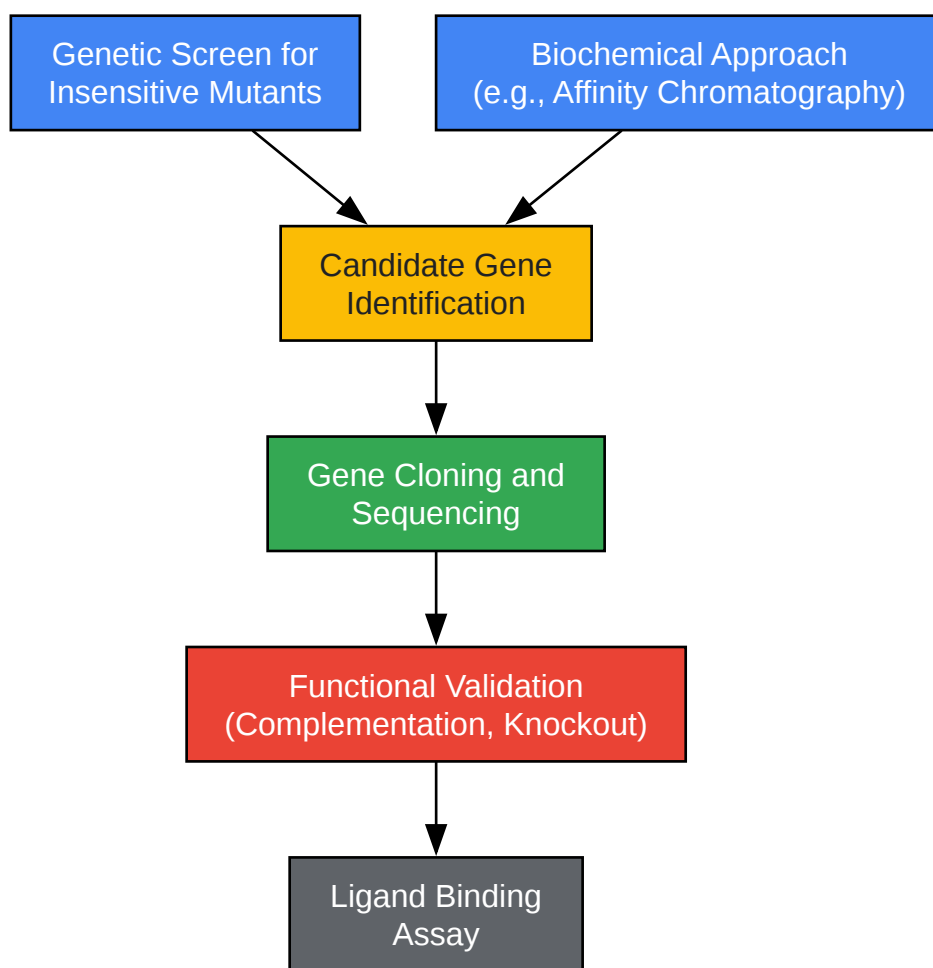 Genetic Screen for
Insensitive Mutants
Biochemical Approach
(e.g., Affinity Chromatography)
Candidate Gene
Identification
Gene Cloning and
Sequencing
Functional Validation
(Complementation, Knockout)
Ligand Binding
Assay